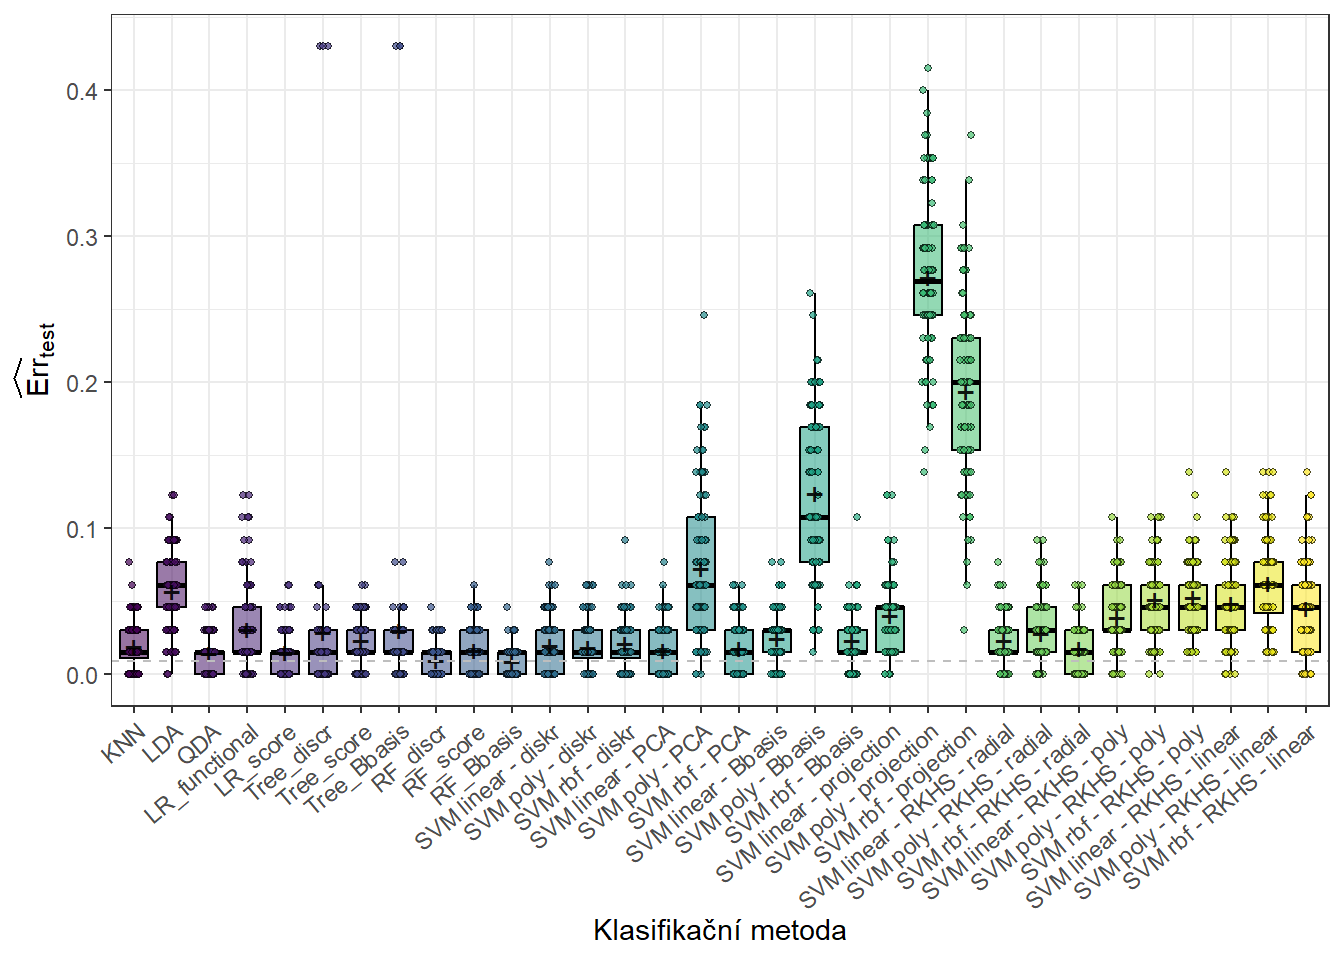 0.4
0.3
0.2
0.1
0.0
Err_test
KNN
LDA
QDA
LR_functional
LR_score
Tree_discr
Tree_score
Tree_Bbasis
RF_discr
RF_score
RF_Bbasis
SVM linear - diskr
SVM poly - diskr
SVM rbf - diskr
SVM linear - PCA
SVM poly - PCA
SVM rbf - PCA
SVM linear - Bbasis
SVM poly - Bbasis
SVM rbf - Bbasis
SVM linear - projection
SVM poly - projection
SVM rbf - projection
SVM linear - RKHS - radial
SVM poly - RKHS - radial
SVM rbf - RKHS - radial
SVM linear - RKHS - poly
SVM poly - RKHS - poly
SVM rbf - RKHS - poly
SVM linear - RKHS - linear
SVM poly - RKHS - linear
SVM rbf - RKHS - linear
Klasifikační metoda